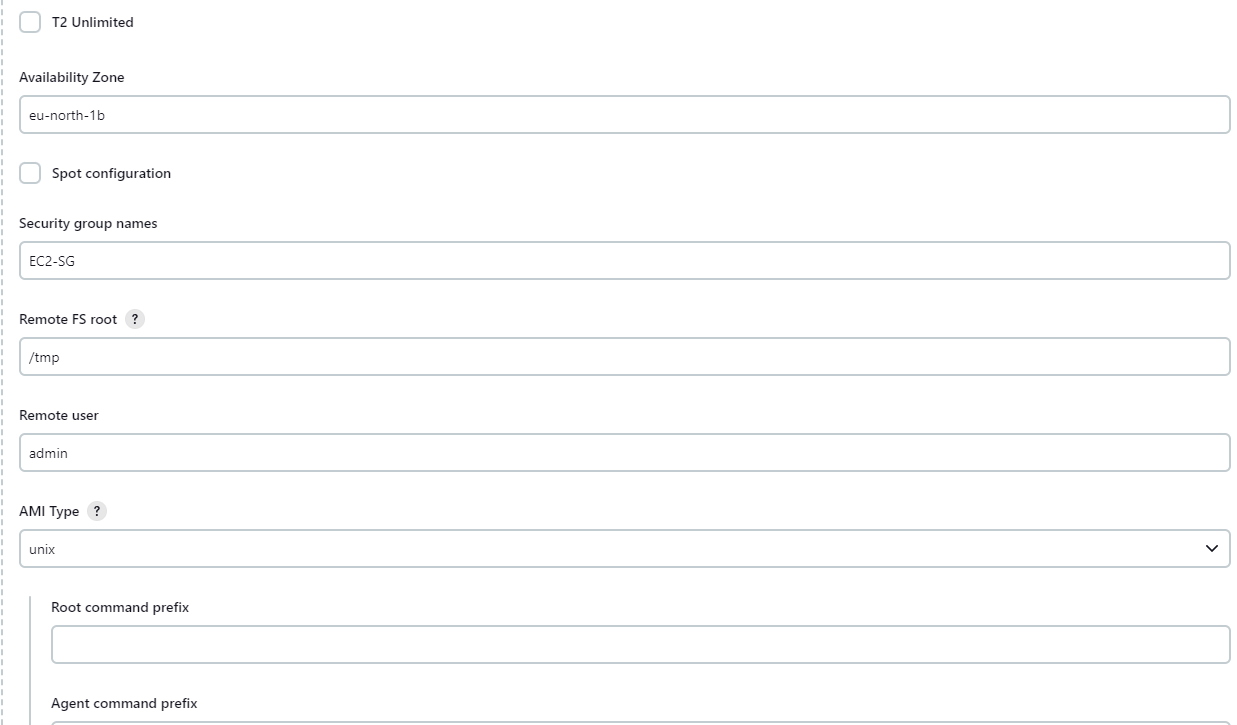 T2 Unlimited
Availability Zone
eu-north-1b
Spot configuration
Security group names
EC2-SG
Remote FS root ?
/tmp
Remote user
admin
AMI Type ?
unix
Root command prefix
Agent command prefix